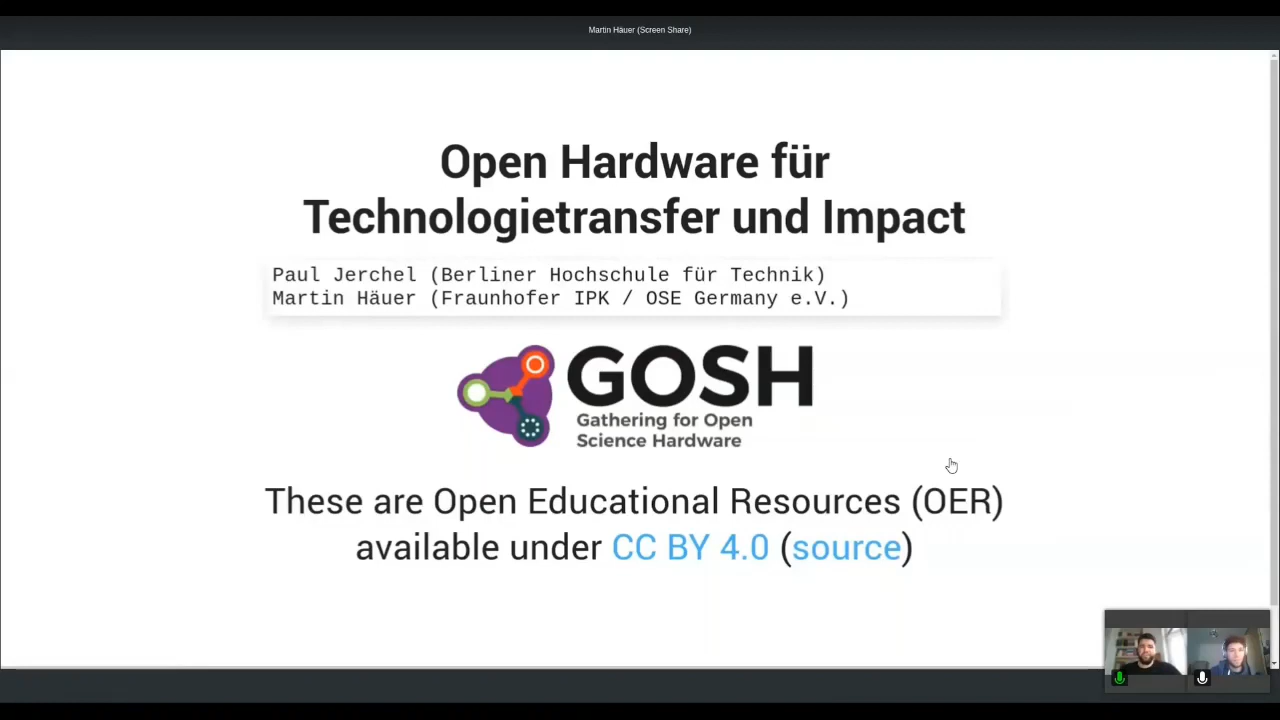 Martin Häuer (Screen Share)
Open Hardware für
Technologietransfer und Impact
Paul Jerchel (Berliner Hochschule für Technik)
Martin Häuer (Fraunhofer IPK / OSE Germany e.V.)
GOSH
Gathering for Open
Science Hardware
These are Open Educational Resources (OER)
available under CC BY 4.0 (source)